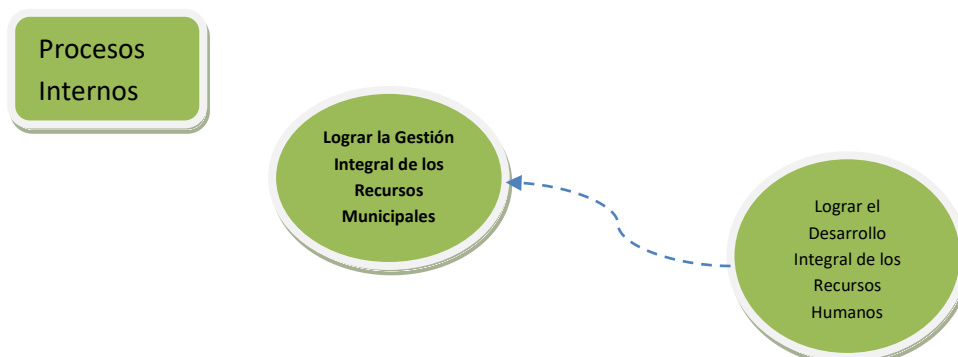 Procesos
Internos
Lograr la Gestión
Integral de los
Recursos
Municipales
Lograr el
Desarrollo
Integral de los
Recursos
Humanos